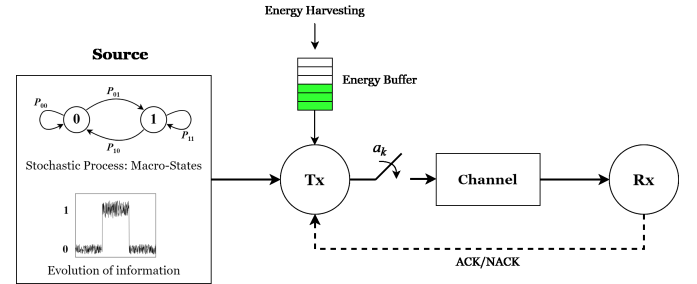 Energy Harvesting
Source
Energy Buffer
P00
P01
0
1
P10
P11
Stochastic Process: Macro-States
1
0
Evolution of information
Tx
ak
Channel
Rx
ACK/NACK